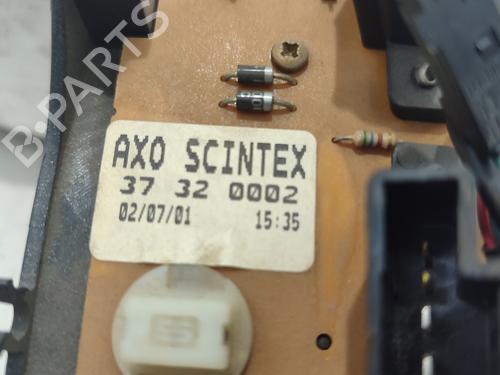 B-PARTS
AXO SCINTEX
37 32 0002
02/07/01 15:35